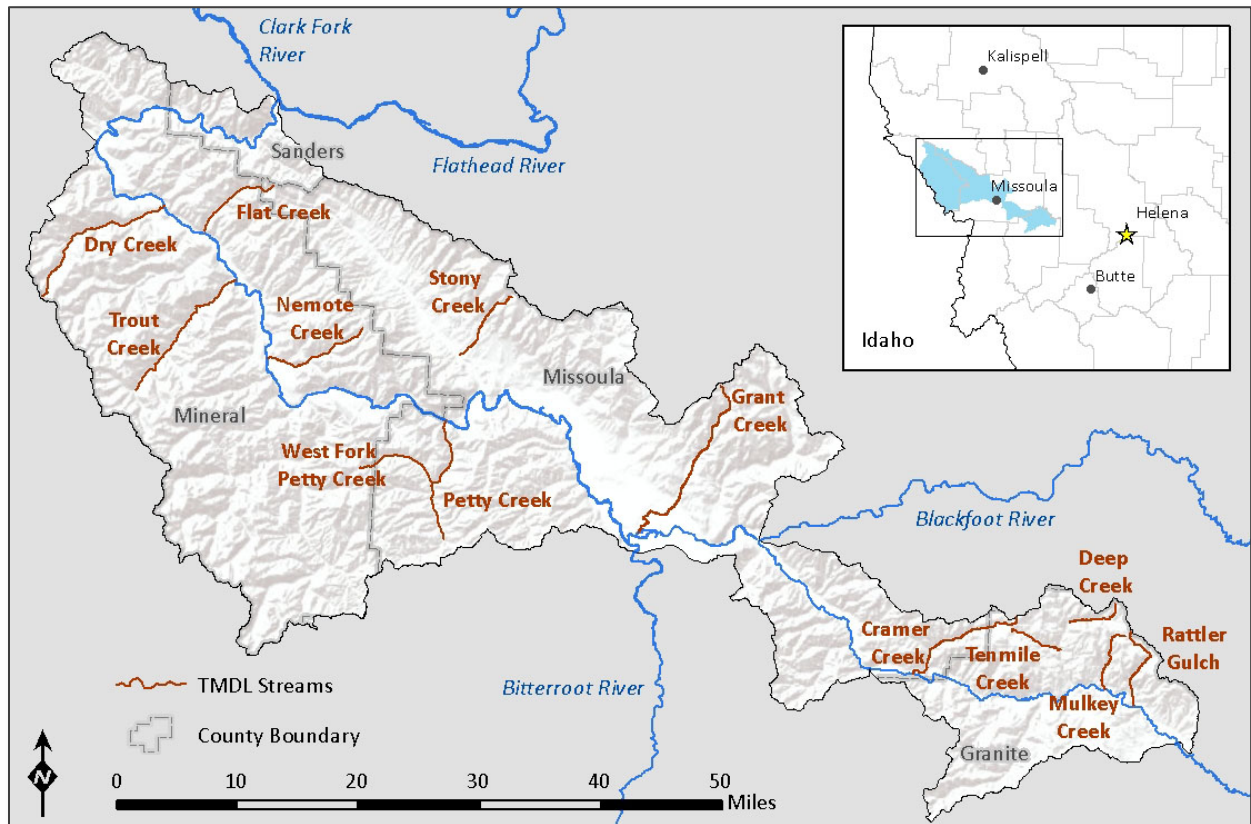 Clark Fork
River
Kalispell
Sanders
Flathead River
Missoula
Flat Creek
Helena
Dry Creek
Stony
Creek
Butte
Nemote
Creek
Trout
Creek
Idaho
Missoula
Grant
Creek
Mineral
West Fork
Petty Creek
Petty Creek
Blackfoot River
Deep
Creek
Cramer
Creek
Rattler
Gulch
Tenmile
Creek
TMDL Streams
Bitterroot River
Mulkey
Creek
County Boundary
Granite
N
0 10 20 30 40 50
Miles